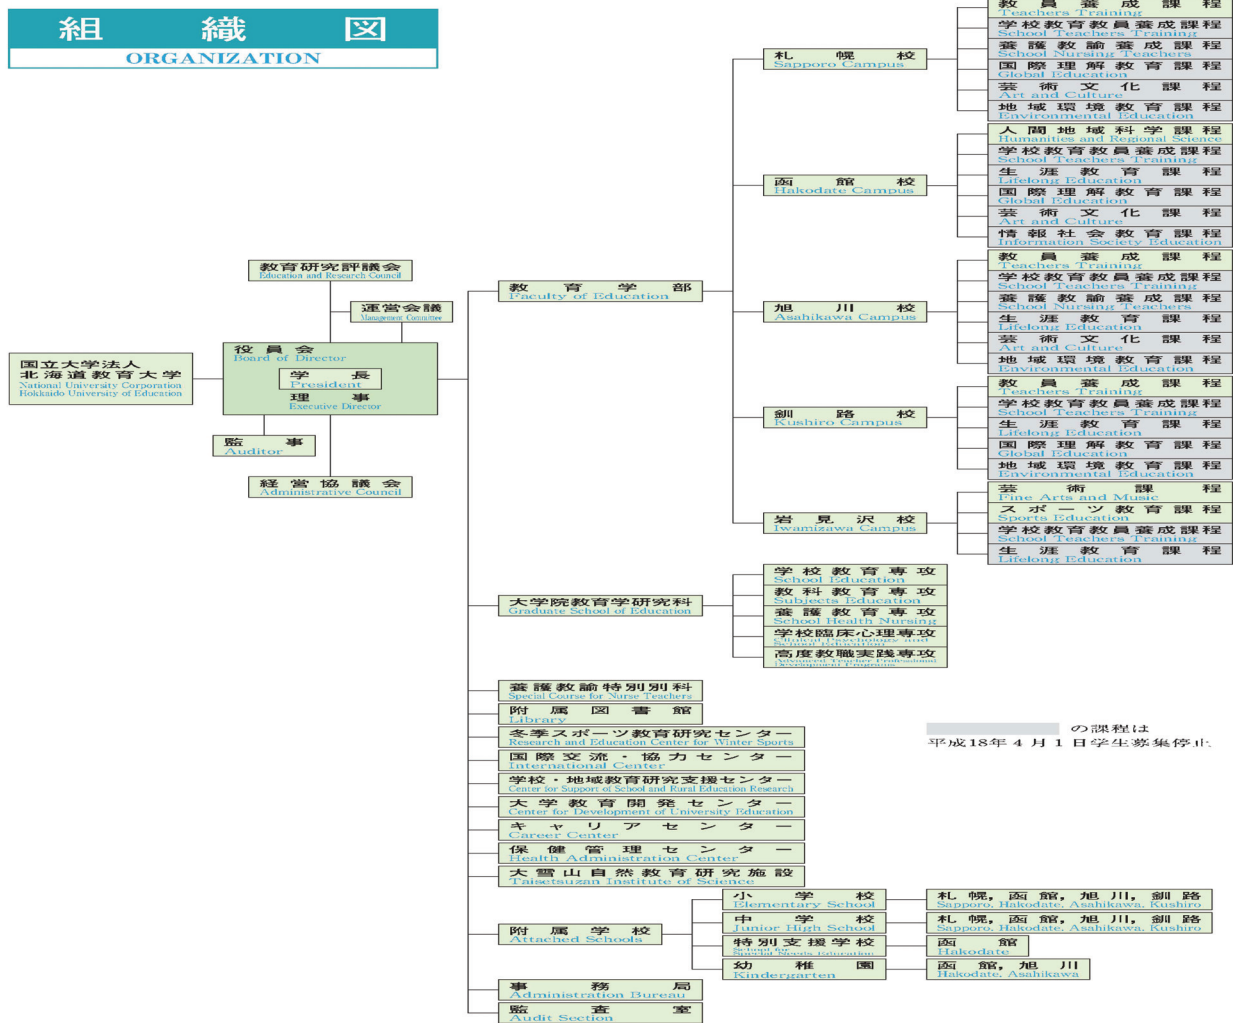 組織図
ORGANIZATION
国立大学法人
北海道教育大学
National University Corporation
Hokkaido University of Education
教育研究評議会
Education and Research Council
運営会議
Management Committee
役員会
Board of Director
学長
President
理事
Executive Director
監事
Auditor
経営協議会
Administrative Council
教育学部
Faculty of Education
札幌校
Sapporo Campus
教員養成課程
Teachers Training
学校教育教員養成課程
School Teachers Training
養護教諭養成課程
School Nursing Teachers
国際理解教育課程
Global Education
芸術文化課程
Art and Culture
地域環境教育課程
Environmental Education
函館校
Hakodate Campus
人間地域科学課程
Humanities and Regional Science
学校教育教員養成課程
School Teachers Training
生涯教育課程
Lifelong Education
国際理解教育課程
Global Education
芸術文化課程
Art and Culture
情報社会教育課程
Information Society Education
旭川校
Asahikawa Campus
教員養成課程
Teachers Training
学校教育教員養成課程
School Teachers Training
養護教諭養成課程
School Nursing Teachers
生涯教育課程
Lifelong Education
芸術文化課程
Art and Culture
地域環境教育課程
Environmental Education
釧路校
Kushiro Campus
教員養成課程
Teachers Training
学校教育教員養成課程
School Teachers Training
生涯教育課程
Lifelong Education
国際理解教育課程
Global Education
地域環境教育課程
Environmental Education
岩見沢校
Iwamizawa Campus
芸術課程
Fine Arts and Music
スポーツ教育課程
Sports Education
学校教育教員養成課程
School Teachers Training
生涯教育課程
Lifelong Education
大学院教育学研究科
Graduate School of Education
学校教育専攻
School Education
教科教育専攻
Subjects Education
養護教育専攻
School Health Nursing
学校臨床心理専攻
Clinical Psychology and
School Education
高度教職実践専攻
Advanced Teacher Professional
Development Programs
養護教諭特別別科
Special Course for Nurse Teachers
附属図書館
Library
冬季スポーツ教育研究センター
Research and Education Center for Winter Sports
国際交流・協力センター
International Center
学校・地域教育研究支援センター
Center for Support of School and Rural Education Research
大学教育開発センター
Center for Development of University Education
キャリアセンター
Career Center
保健管理センター
Health Administration Center
大雪山自然教育研究施設
Taisetsuzan Institute of Science
附属学校
Attached Schools
小学校
Elementary School
札幌，函館，旭川，釧路
Sapporo, Hakodate, Asahikawa, Kushiro
中学校
Junior High School
札幌，函館，旭川，釧路
Sapporo, Hakodate, Asahikawa, Kushiro
特別支援学校
School for
Special Needs Education
函館
Hakodate
幼稚園
Kindergarten
函館，旭川
Hakodate, Asahikawa
事務局
Administration Bureau
監査室
Audit Section
の課程は
平成18年4月1日学生募集停止